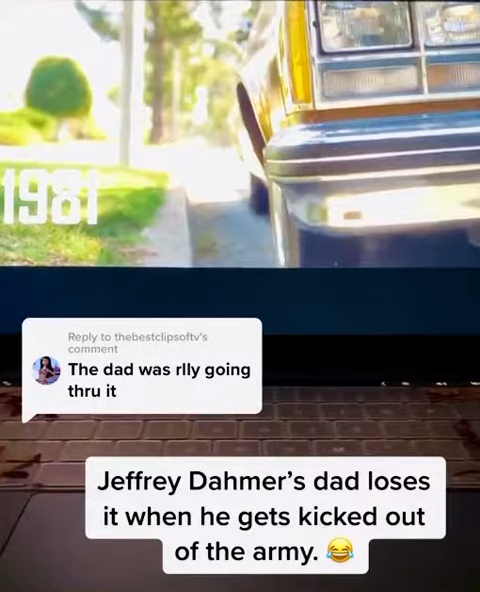 1981
Reply to thebestclipsoftv's
comment
The dad was rlly going
thru it
Jeffrey Dahmer’s dad loses
it when he gets kicked out
of the army. 😂